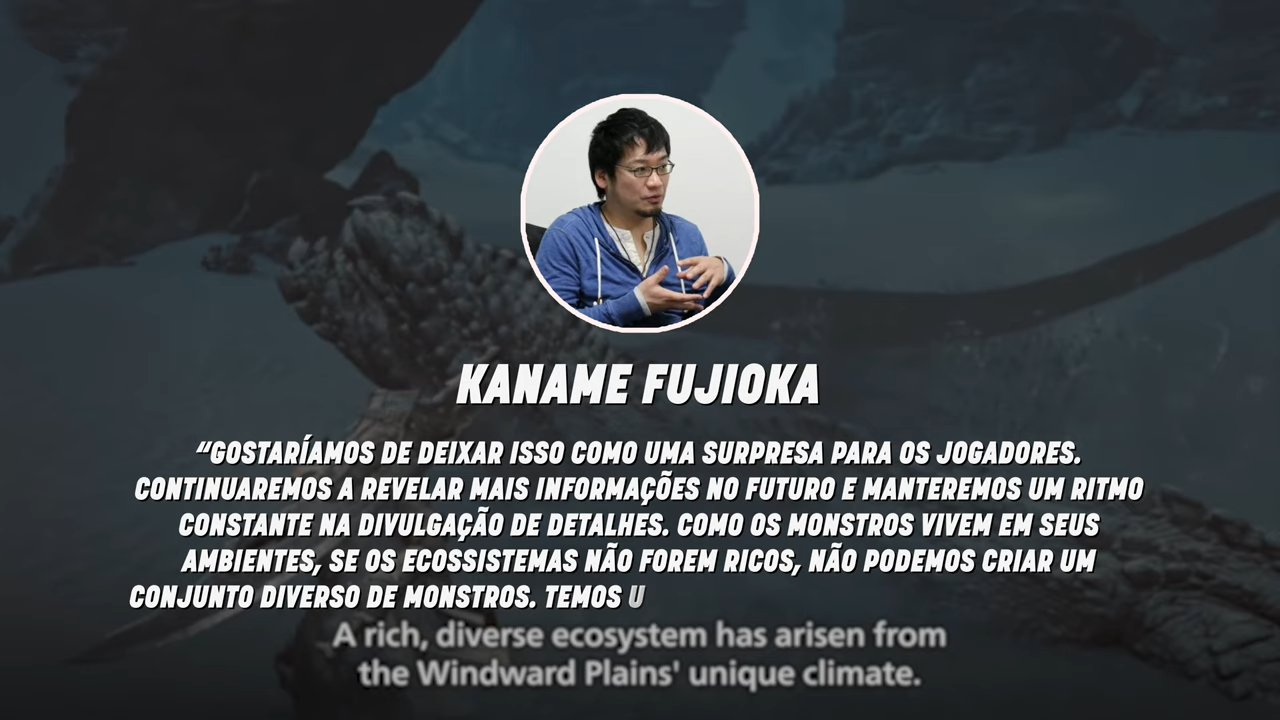 KANAME FUJIOKA
“GOSTARÍAMOS DE DEIXAR ISSO COMO UMA SURPRESA PARA OS JOGADORES.
CONTINUAREMOS A REVELAR MAIS INFORMAÇÕES NO FUTURO E MANTEREMOS UM RITMO
CONSTANTE NA DIVULGAÇÃO DE DETALHES. COMO OS MONSTROS VIVEM EM SEUS
AMBIENTES, SE OS ECOSSISTEMAS NÃO FOREM RICOS, NÃO PODEMOS CRIAR UM
CONJUNTO DIVERSO DE MONSTROS. TEMOS U
A rich, diverse ecosystem has arisen from
the Windward Plains' unique climate.